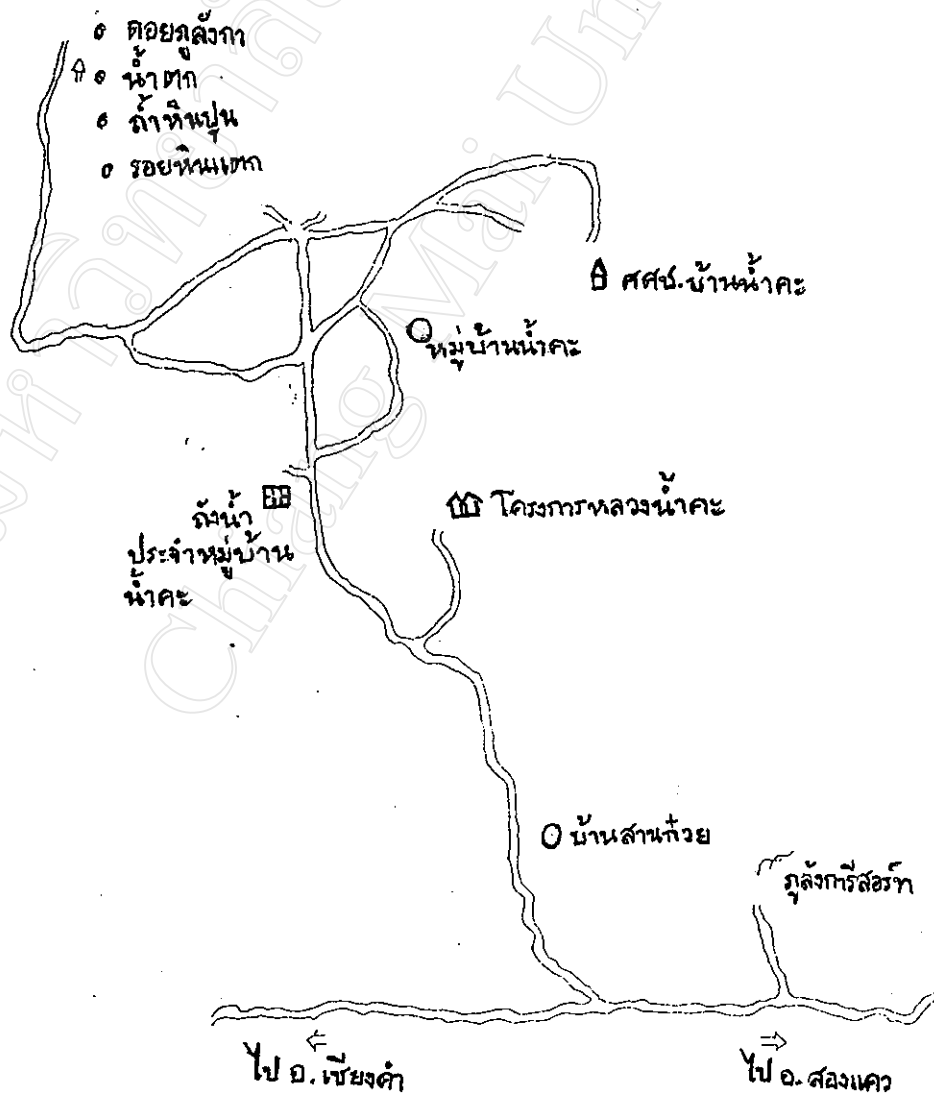 ดอยภูลังกา
น้ำตก
ถ้ำหินปูน
รอยหินแตก
ศศช.บ้านน้ำคะ
หมู่บ้านน้ำคะ
ถังน้ำ
ประจำหมู่บ้าน
น้ำคะ
โครงการหลวงน้ำคะ
บ้านสานก๋วย
ภูลังการีสอร์ท
ไป อ.เชียงคำ
ไป อ.สองแคว
Chiang Mai Un